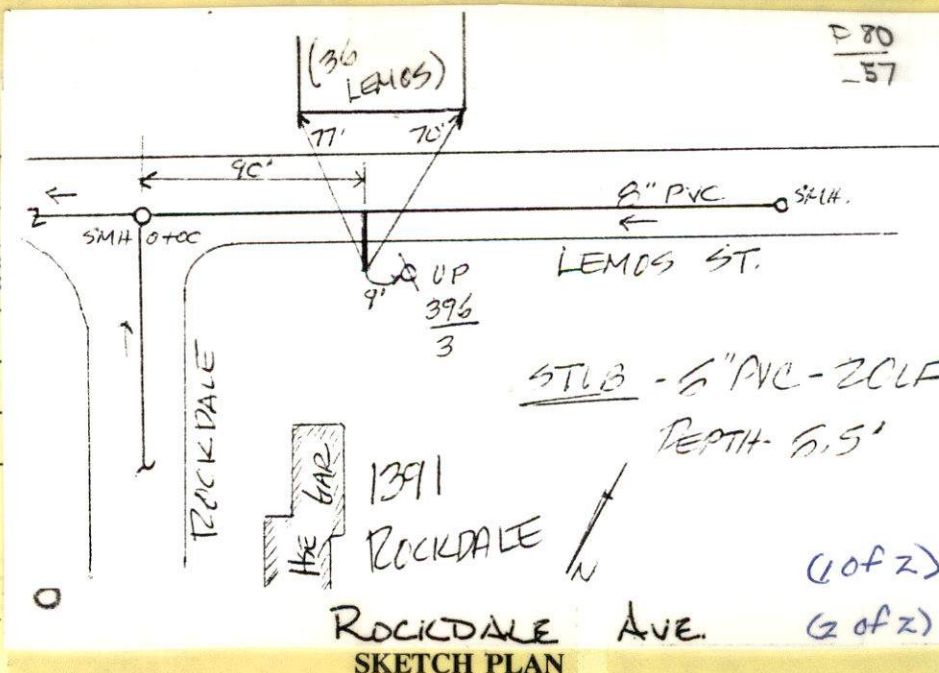 P 80
57
(36
LEMOS)
77'
70'
90'
8" PVC
SMH.
SMH 0+00
LEMOS ST.
9'
UP
396
3
STUB - 6" PVC - 20LF
DEPTH - 6.5'
ROCKDALE
HSE GAR
1391
ROCKDALE
N
(1 of 2)
(2 of 2)
ROCKDALE AVE.
SKETCH PLAN